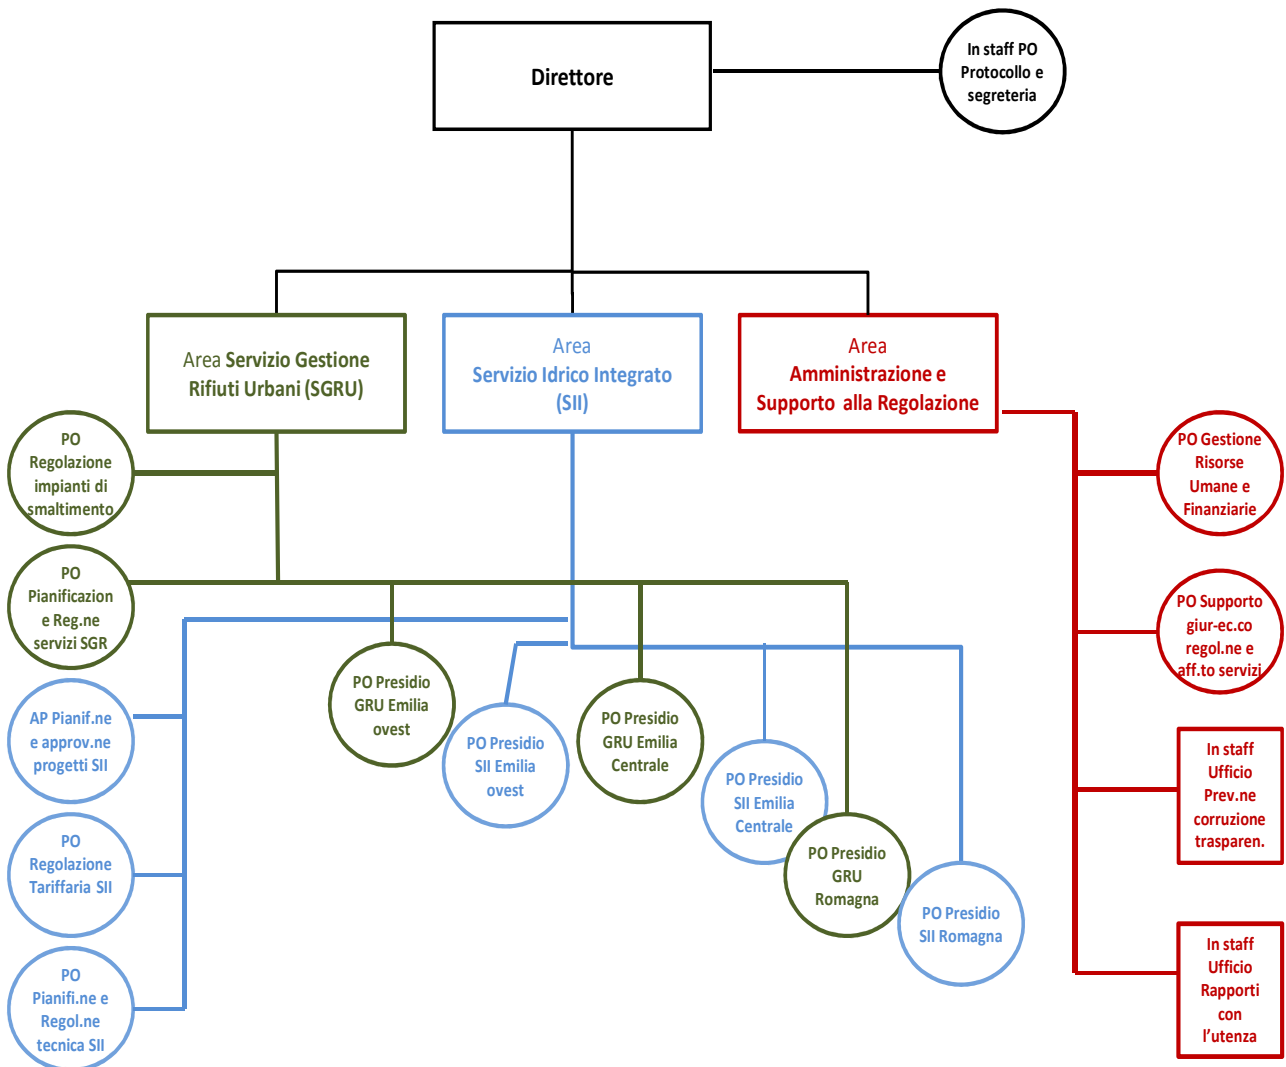 Direttore
In staff PO
Protocollo e
segreteria
Area Servizio Gestione
Rifiuti Urbani (SGRU)
Area
Servizio Idrico Integrato
(SII)
Area
Amministrazione e
Supporto alla Regolazione
PO
Regolazione
impianti di
smaltimento
PO
Pianificazion
e Reg.ne
servizi SGR
AP Pianif.ne
e approv.ne
progetti SII
PO
Regolazione
Tariffaria SII
PO
Pianifi.ne e
Regol.ne
tecnica SII
PO Presidio
GRU Emilia
ovest
PO Presidio
SII Emilia
ovest
PO Presidio
GRU Emilia
Centrale
PO Presidio
SII Emilia
Centrale
PO Presidio
GRU
Romagna
PO Presidio
SII Romagna
PO Gestione
Risorse
Umane e
Finanziarie
PO Supporto
giur-ec.co
regol.ne e
aff.to servizi
In staff
Ufficio
Prev.ne
corruzione
trasparen.
In staff
Ufficio
Rapporti
con
l’utenza